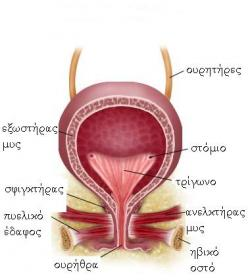 ουρητήρες
εξωστήρας
μυς
στόμιο
τρίγωνο
σφιγκτήρας
πυελικό
έδαφος
ανελκτήρας
μυς
ηβικό
οστό
ουρήθρα